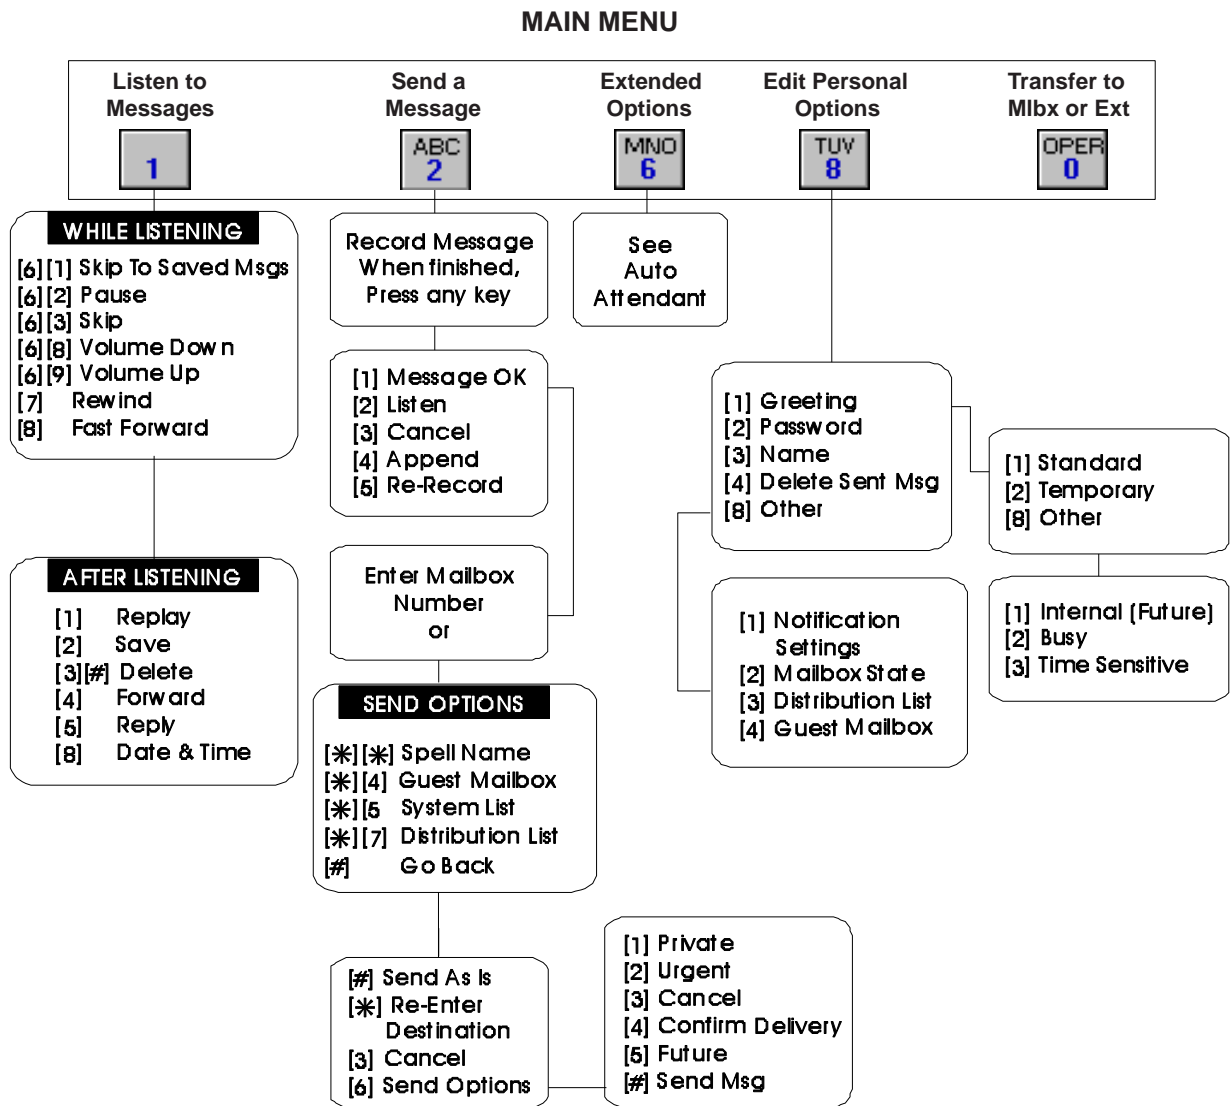 MAIN MENU
Listen to
Messages
1
Send a
Message
ABC
2
Extended
Options
MNO
6
Edit Personal
Options
TUV
8
Transfer to
Mlbx or Ext
OPER
0
WHILE LISTENING
[6][1] Skip To Saved Msgs
[6][2] Pause
[6][3] Skip
[6][8] Volume Down
[6][9] Volume Up
[7] Rewind
[8] Fast Forward
AFTER LISTENING
[1] Replay
[2] Save
[3][#] Delete
[4] Forward
[5] Reply
[8] Date & Time
Record Message
When finished,
Press any key
[1] Message OK
[2] Listen
[3] Cancel
[4] Append
[5] Re-Record
Enter Mailbox
Number
or
SEND OPTIONS
[*][*] Spell Name
[*][4] Guest Mailbox
[*][5 System List
[*][7] Distribution List
[#] Go Back
[#] Send As Is
[*] Re-Enter
Destination
[3] Cancel
[6] Send Options
[1] Private
[2] Urgent
[3] Cancel
[4] Confirm Delivery
[5] Future
[#] Send Msg
See
Auto
Attendant
[1] Greeting
[2] Password
[3] Name
[4] Delete Sent Msg
[8] Other
[1] Standard
[2] Temporary
[8] Other
[1] Internal (Future)
[2] Busy
[3] Time Sensitive
[1] Notification
Settings
[2] Mailbox State
[3] Distribution List
[4] Guest Mailbox